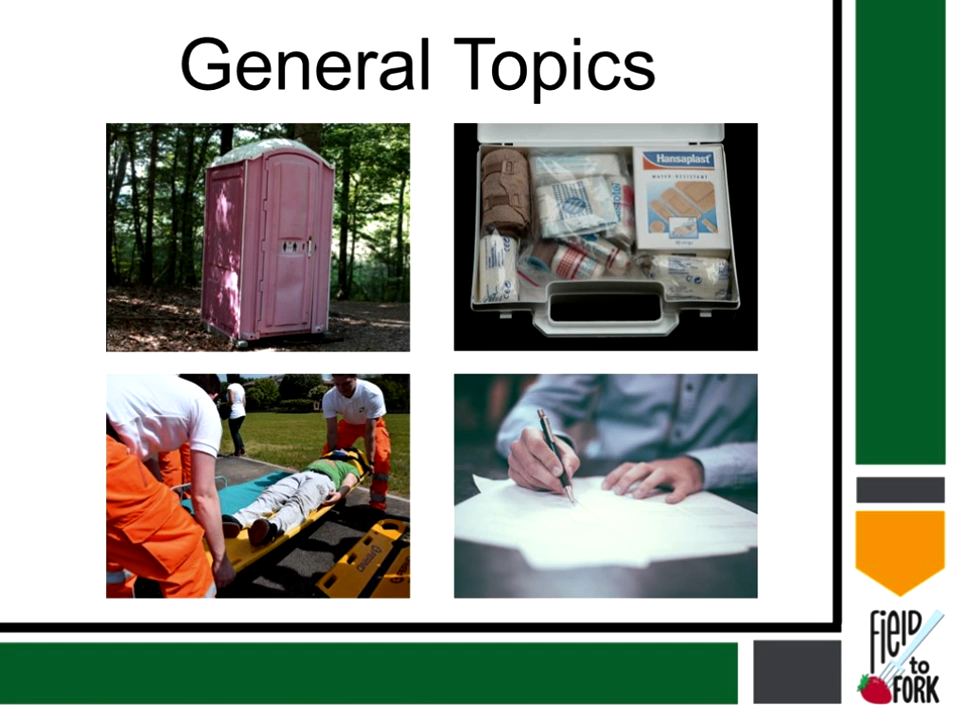 General Topics
Hansaplast
WATER-RESISTANT
FIELD
to
FORK